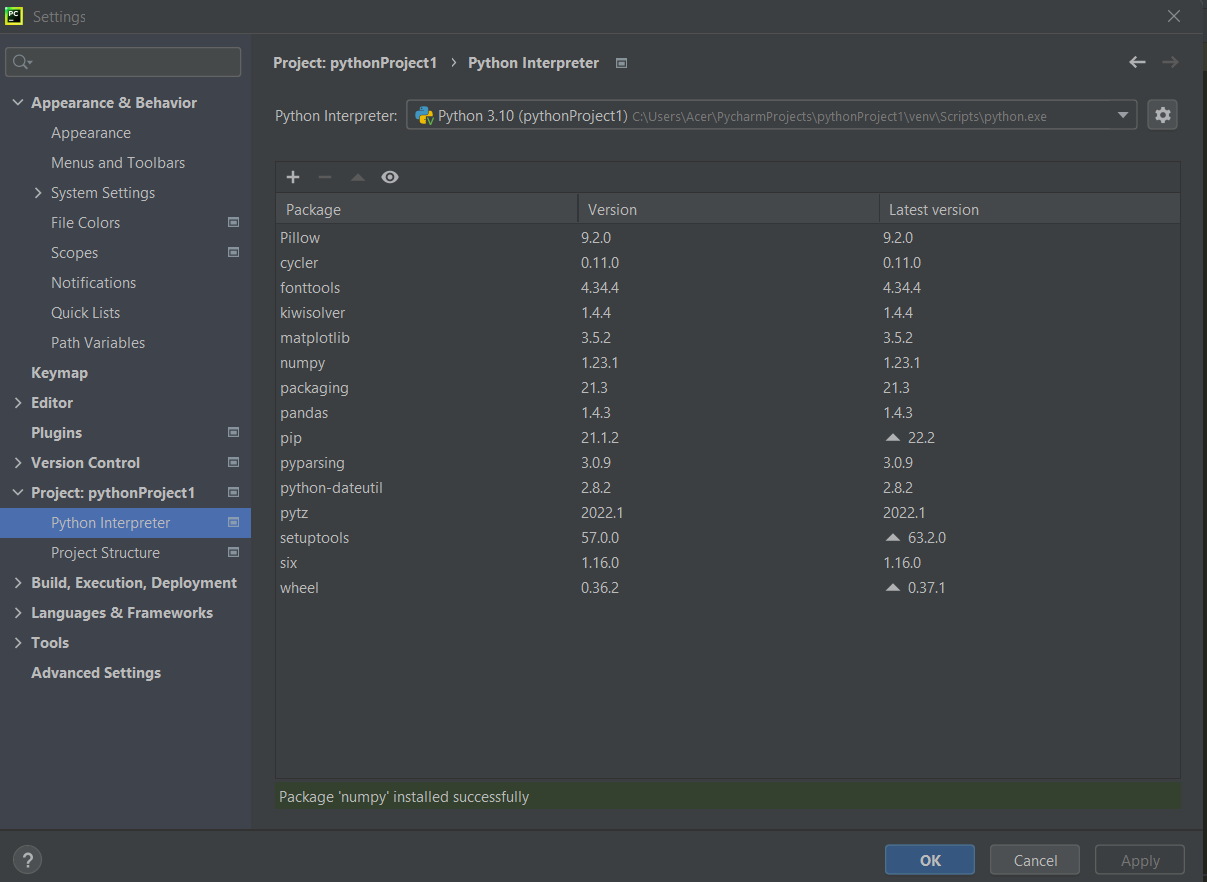 PC
Settings
Project: pythonProject1 › Python Interpreter
Python Interpreter: Python 3.10 (pythonProject1) C:\Users\Acer\PycharmProjects\pythonProject1\venv\Scripts\python.exe
Appearance & Behavior
Appearance
Menus and Toolbars
System Settings
File Colors
Scopes
Notifications
Quick Lists
Path Variables
Keymap
Editor
Plugins
Version Control
Project: pythonProject1
Python Interpreter
Project Structure
Build, Execution, Deployment
Languages & Frameworks
Tools
Advanced Settings
Package Version Latest version
Pillow 9.2.0 9.2.0
cycler 0.11.0 0.11.0
fonttools 4.34.4 4.34.4
kiwisolver 1.4.4 1.4.4
matplotlib 3.5.2 3.5.2
numpy 1.23.1 1.23.1
packaging 21.3 21.3
pandas 1.4.3 1.4.3
pip 21.1.2 22.2
pyparsing 3.0.9 3.0.9
python-dateutil 2.8.2 2.8.2
pytz 2022.1 2022.1
setuptools 57.0.0 63.2.0
six 1.16.0 1.16.0
wheel 0.36.2 0.37.1
Package 'numpy' installed successfully
? OK Cancel Apply